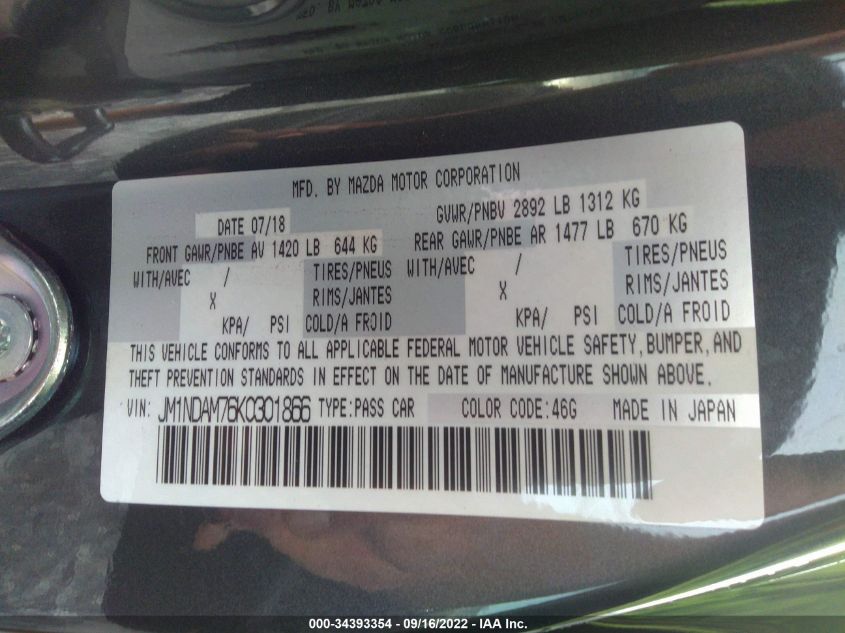 MFD. BY MAZDA MOTOR CORPORATION
DATE 07/18 GVWR/PNBV 2892 LB 1312 KG
FRONT GAWR/PNBE AV 1420 LB 644 KG REAR GAWR/PNBE AR 1477 LB 670 KG
WITH/AVEC / TIRES/PNEUS WITH/AVEC / TIRES/PNEUS
X RIMS/JANTES X RIMS/JANTES
KPA/ PSI COLD/A FROID KPA/ PSI COLD/A FROID
THIS VEHICLE CONFORMS TO ALL APPLICABLE FEDERAL MOTOR VEHICLE SAFETY, BUMPER, AND
THEFT PREVENTION STANDARDS IN EFFECT ON THE DATE OF MANUFACTURE SHOWN ABOVE.
VIN: JM1NDAM76K0301866 TYPE:PASS CAR COLOR CODE:46G MADE IN JAPAN
000-34393354 - 09/16/2022 - IAA Inc.